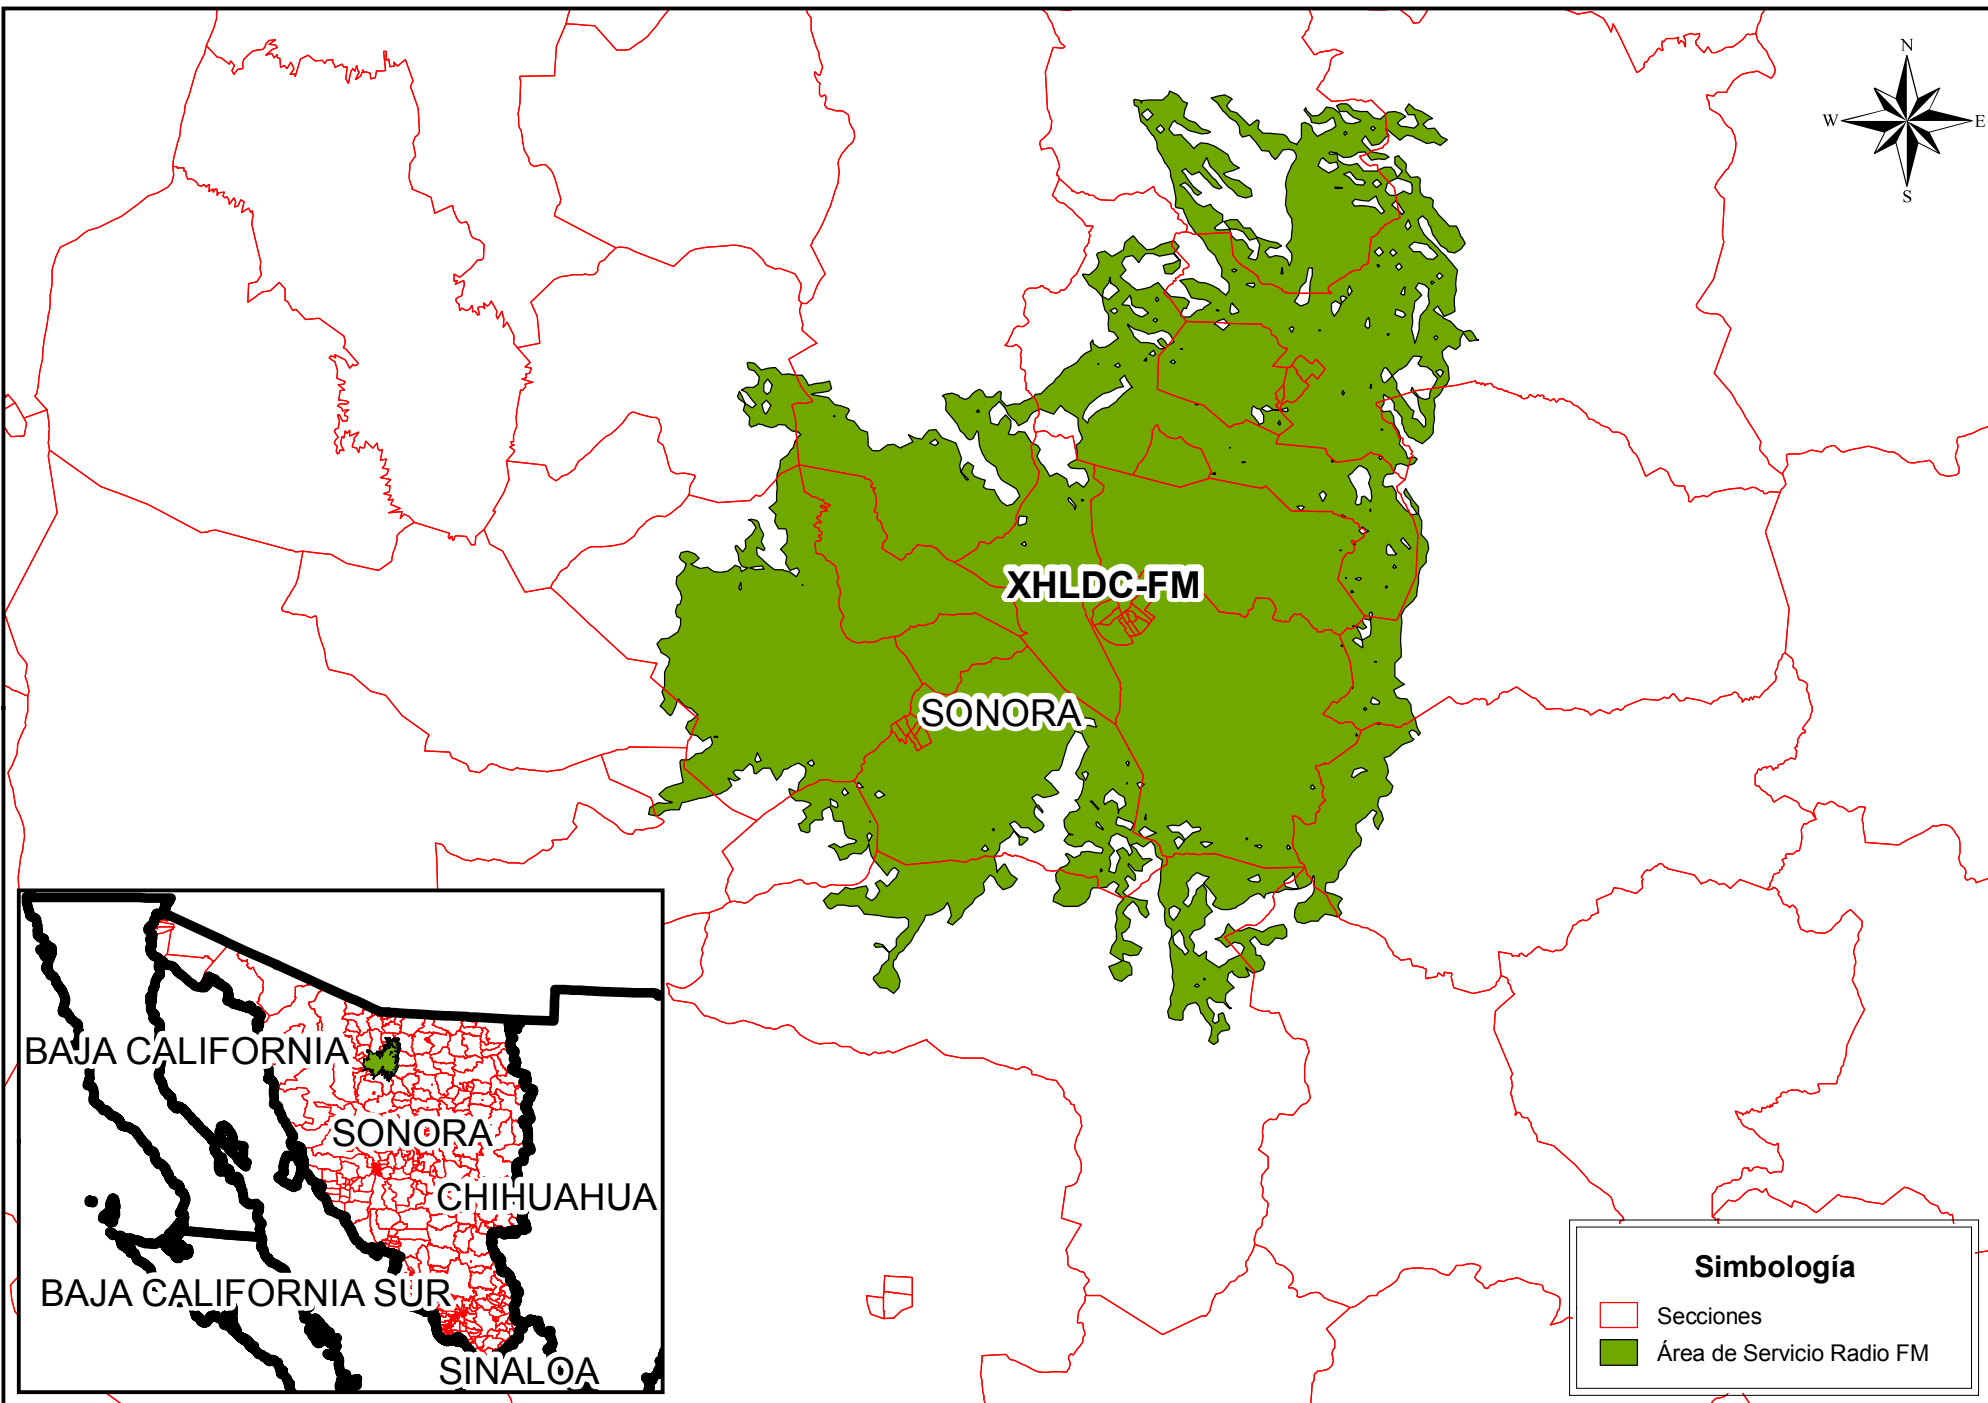 N
W E
S
XHLDC-FM
SONORA
BAJA CALIFORNIA
SONORA
CHIHUAHUA
BAJA CALIFORNIA SUR
SINALOA
Simbología
Secciones
Área de Servicio Radio FM